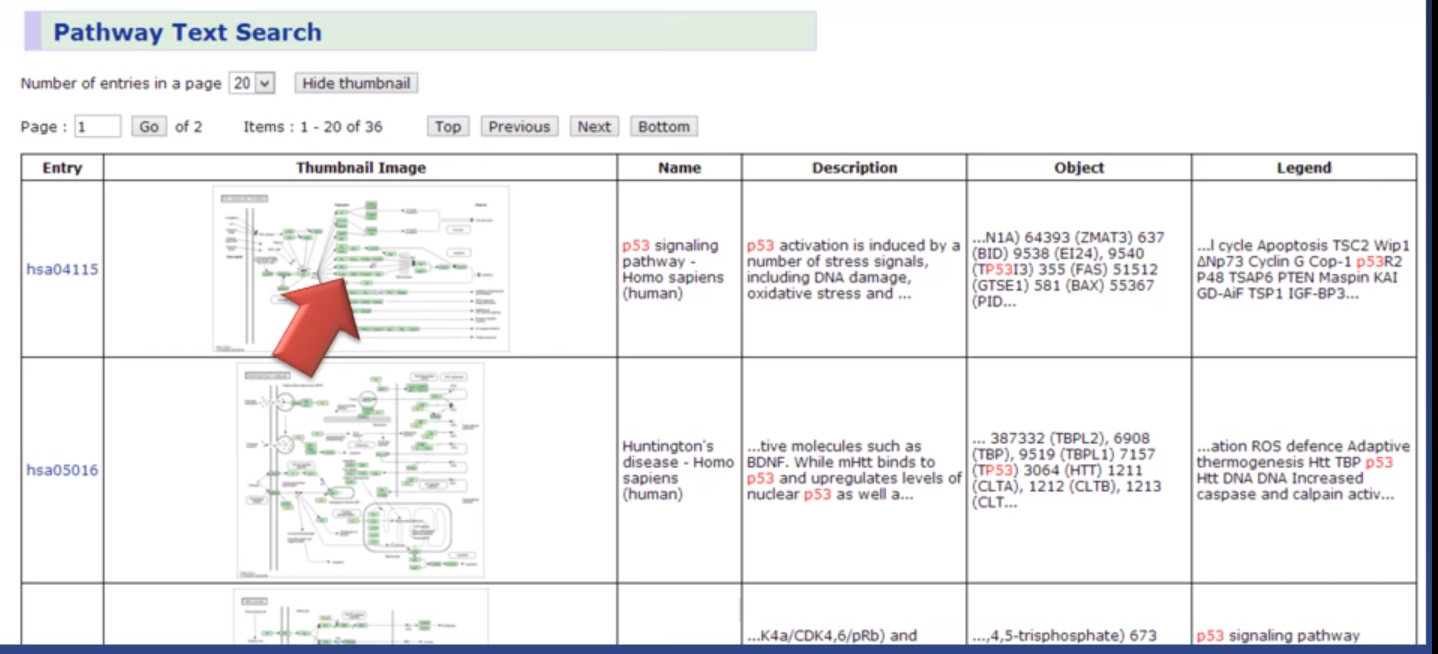 Pathway Text Search
Number of entries in a page 20 Hide thumbnail
Page : 1 Go of 2 Items : 1 - 20 of 36 Top Previous Next Bottom
Entry Thumbnail Image Name Description Object Legend
hsa04115
p53 signaling
pathway -
Homo sapiens
(human)
p53 activation is induced by a
number of stress signals,
including DNA damage,
oxidative stress and ...
...N1A) 64393 (ZMAT3) 637
(BID) 9538 (EI24), 9540
(TP53I3) 355 (FAS) 51512
(GTSE1) 581 (BAX) 55367
(PID...
...l cycle Apoptosis TSC2 Wip1
ΔNp73 Cyclin G Cop-1 p53R2
P48 TSAP6 PTEN Maspin KAI
GD-AiF TSP1 IGF-BP3...
hsa05016
Huntington's
disease - Homo
sapiens
(human)
...tive molecules such as
BDNF. While mHtt binds to
p53 and upregulates levels of
nuclear p53 as well a...
... 387332 (TBPL2), 6908
(TBP), 9519 (TBPL1) 7157
(TP53) 3064 (HTT) 1211
(CLTA), 1212 (CLTB), 1213
(CLT...
...ation ROS defence Adaptive
thermogenesis Htt TBP p53
Htt DNA DNA Increased
caspase and calpain activ...
...K4a/CDK4,6/pRb) and
...,4,5-trisphosphate) 673
p53 signaling pathway